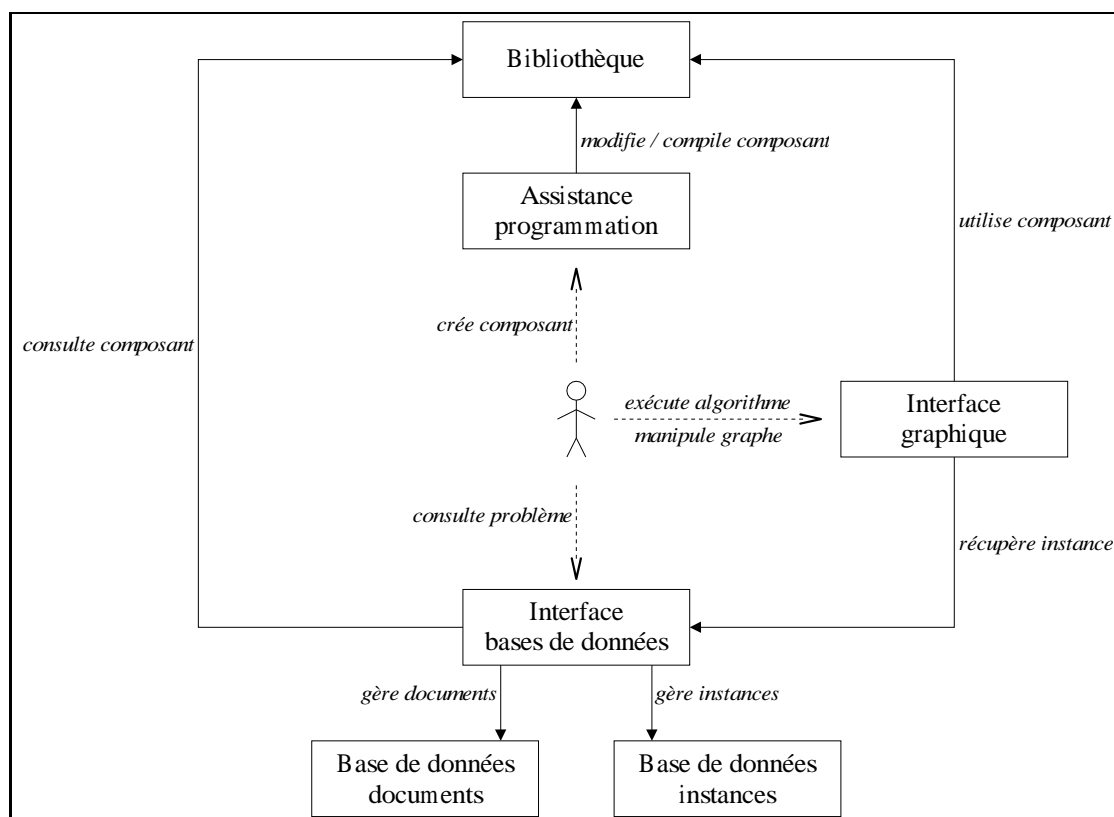 Bibliothèque
modifie / compile composant
Assistance
programmation
utilise composant
crée composant
consulte composant
exécute algorithme
manipule graphe
Interface
graphique
consulte problème
récupère instance
Interface
bases de données
gère documents
gère instances
Base de données
documents
Base de données
instances